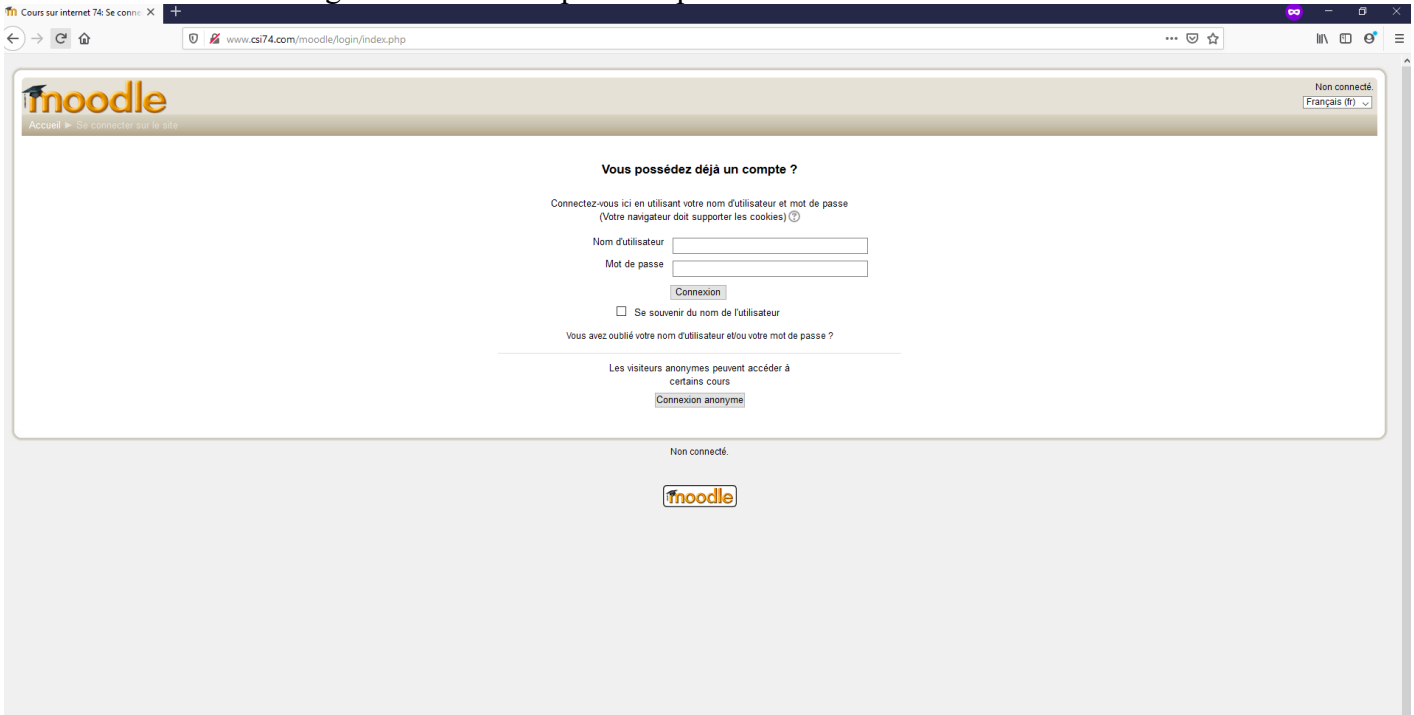 Cours sur internet 74: Se conne
www.csi74.com/moodle/login/index.php
moodle
Non connecté.
Français (fr)
Accueil ► Se connecter sur le site
Vous possédez déjà un compte ?
Connectez-vous ici en utilisant votre nom d'utilisateur et mot de passe
(Votre navigateur doit supporter les cookies)
Nom d'utilisateur
Mot de passe
Connexion
Se souvenir du nom de l'utilisateur
Vous avez oublié votre nom d'utilisateur et/ou votre mot de passe ?
Les visiteurs anonymes peuvent accéder à
certains cours
Connexion anonyme
Non connecté.
moodle